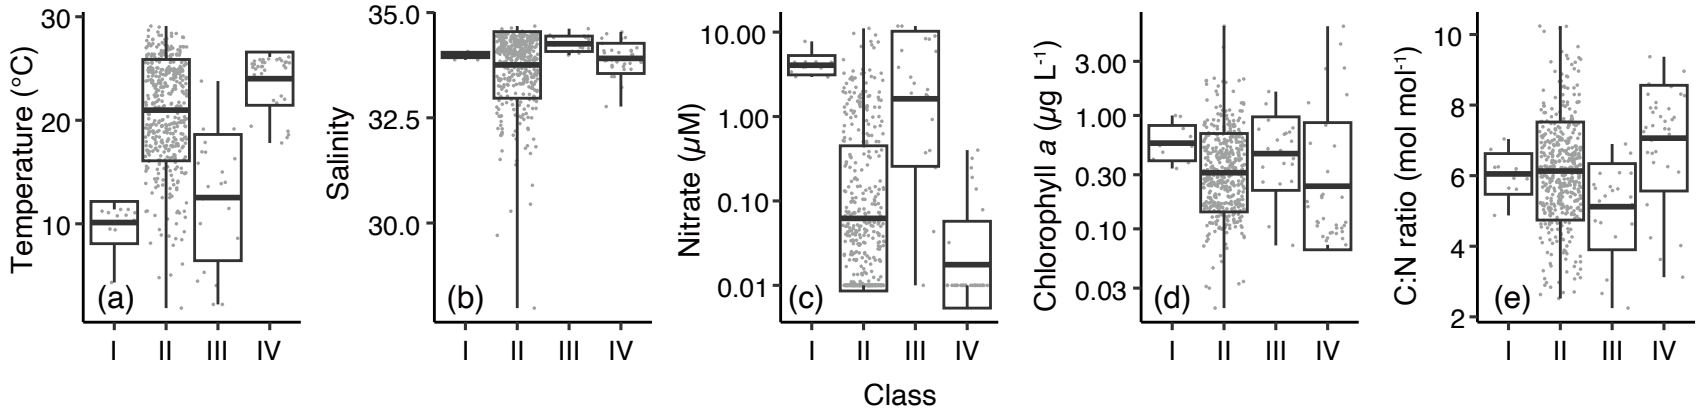 Temperature (°C)
30
20
10
(a)
I II III IV
Salinity
35.0
32.5
30.0
(b)
I II III IV
Nitrate (µM)
10.00
1.00
0.10
0.01
(c)
I II III IV
Chlorophyll a (µg L-1)
3.00
1.00
0.30
0.10
0.03
(d)
I II III IV
C:N ratio (mol mol-1)
10
8
6
4
2
(e)
I II III IV
Class